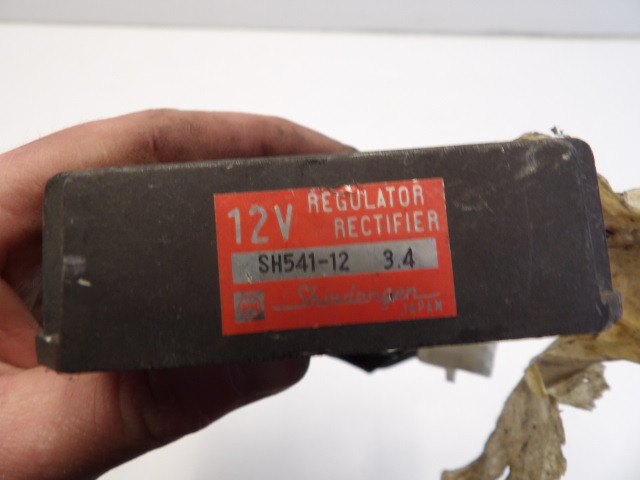 12V REGULATOR RECTIFIER
SH541-12 3.4
Shindengen
JAPAN